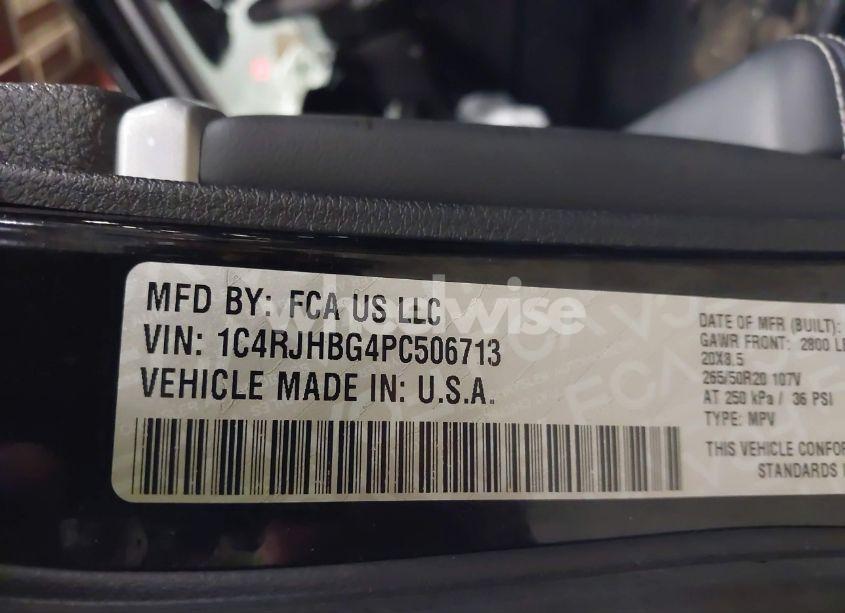 MFD BY: FCA US LLC
VIN: 1C4RJHBG4PC506713
VEHICLE MADE IN: U.S.A.
wheelwise
DATE OF MFR (BUILT):
GAWR FRONT: 2800 
20X8.5
265/50R20 107V
AT 250 kPa / 36 PSI
TYPE: MPV
THIS VEHICLE
STANDARDS